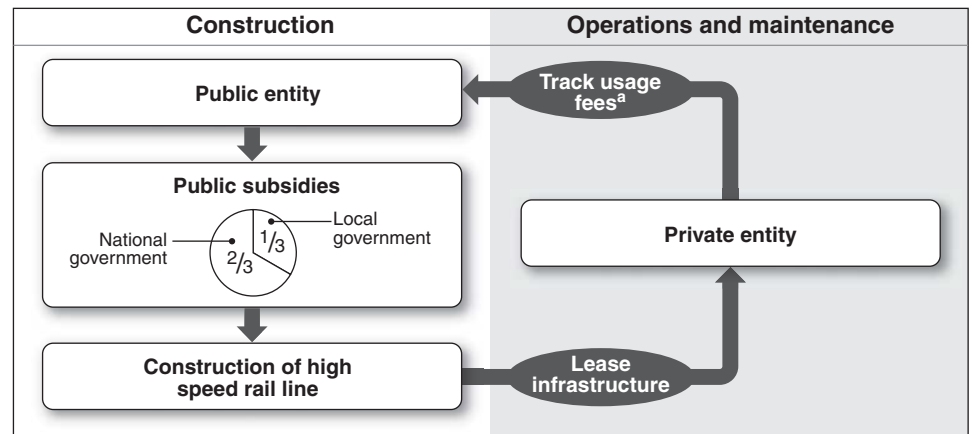 Construction
Operations and maintenance
Public entity
Track usage
feesa
Public subsidies
National
government
2/3
1/3
Local
government
Private entity
Construction of high
speed rail line
Lease
infrastructure